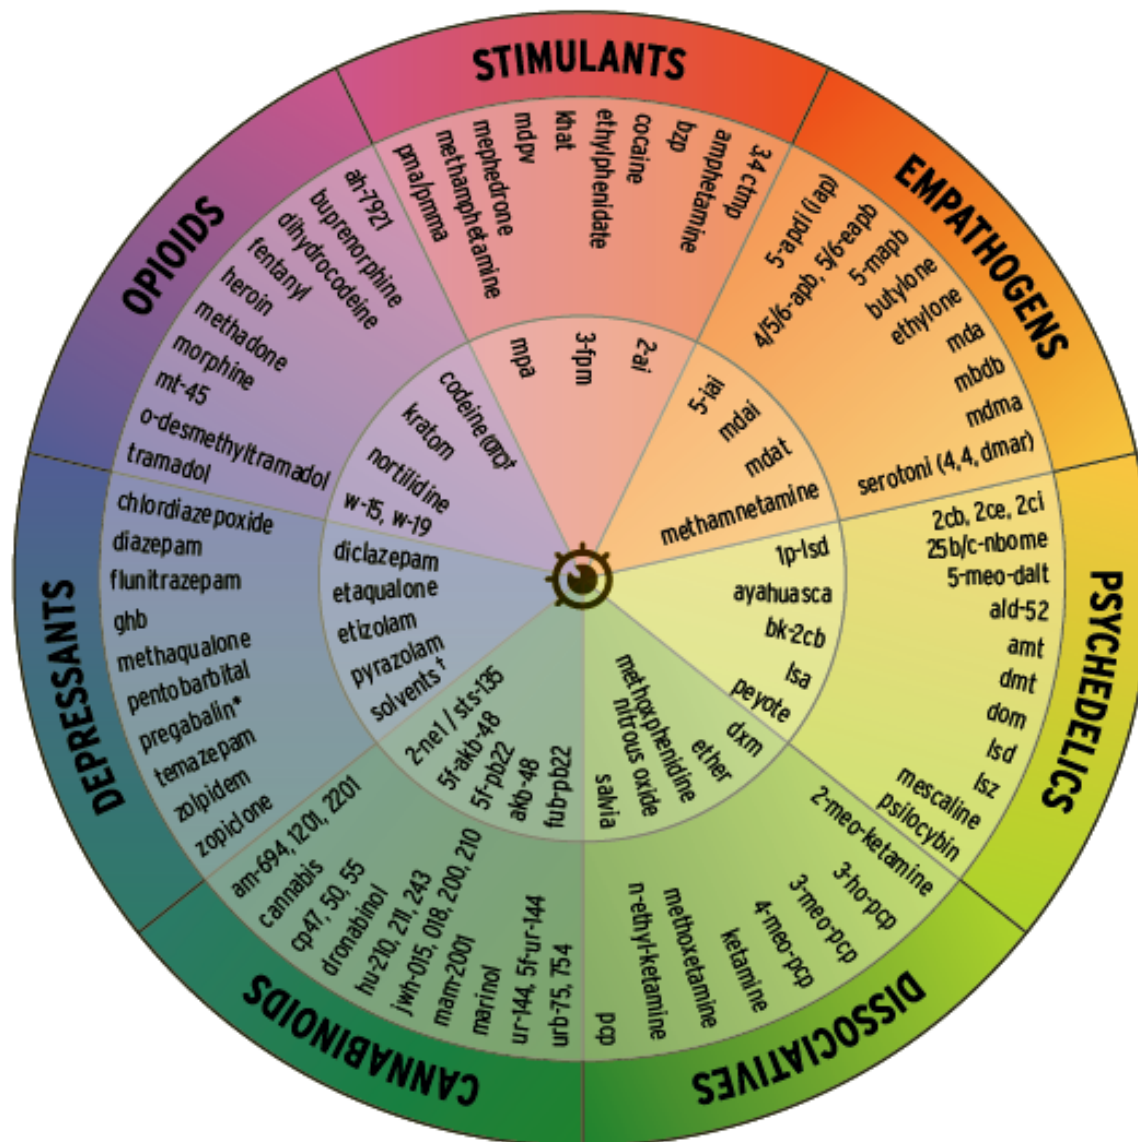 STIMULANTS
pma/pmma
methamphetamine
mephedrone
mdpv
khat
ethylphenidate
cocaine
bzp
amphetamine
3,4 ctmp
mpa
3-fpm
2-ai
EMPATHOGENS
5-apdi (iap)
4/5/6-apb, 5/6-eapb
5-mapb
butylone
ethylone
mda
mbdb
mdma
serotoni (4, 4, dmar)
5-iai
mdai
mdat
methamnetamine
PSYCHEDELICS
2cb, 2ce, 2ci
25b/c-nbome
5-meo-dalt
ald-52
amt
dmt
dom
lsd
lsz
mescaline
psilocybin
1p-lsd
ayahuasca
bk-2cb
lsa
peyote
DISSOCIATIVES
2-meo-ketamine
3-ho-pcp
3-meo-pcp
4-meo-pcp
ketamine
methoxetamine
n-ethyl-ketamine
pcp
dxm
ether
methoxphenidine
nitrous oxide
salvia
CANNABINOIDS
am-694, 1201, 2201
cannabis
cp47, 50, 55
dronabinol
hu-210, 211, 243
jwh-015, 018, 200, 210
mam-2001
marinol
ur-144, 5f-ur-144
urb-75, 754
2-ne1 / sts-135
5f-akb-48
5f-pb22
akb-48
fub-pb22
DEPRESSANTS
chlordiazepoxide
diazepam
flunitrazepam
ghb
methaqualone
pentobarbital
pregabalin*
temazepam
zolpidem
zopiclone
diclazepam
etaqualone
etizolam
pyrazolam
solvents †
OPIOIDS
ah-7921
buprenorphine
dihydrocodeine
fentanyl
heroin
methadone
morphine
mt-45
o-desmethyltramadol
tramadol
codeine
kratom
nortilidine
w-15, w-19